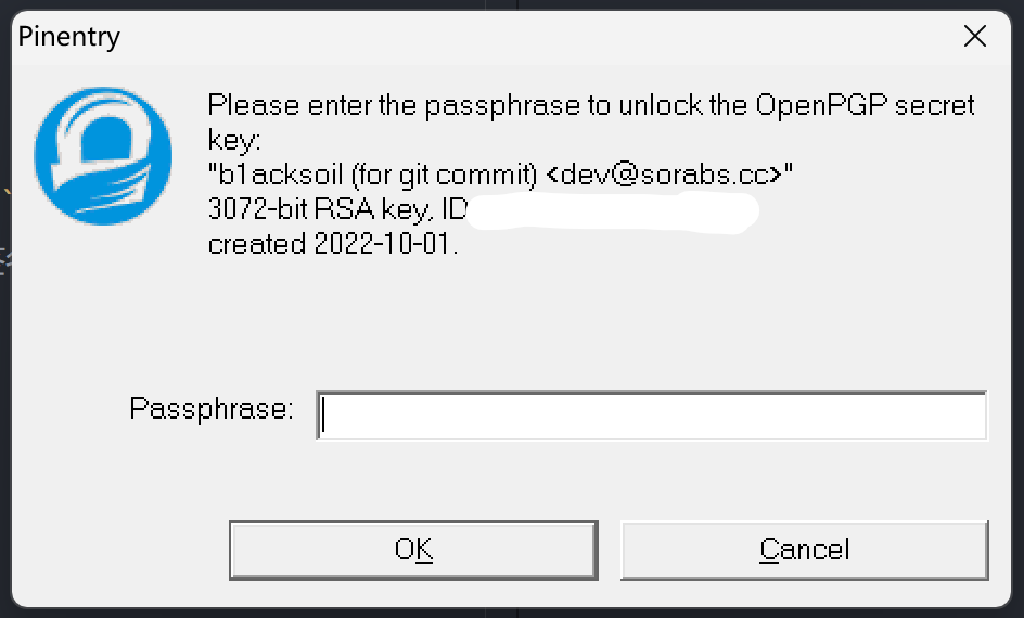 Pinentry
Please enter the passphrase to unlock the OpenPGP secret
key:
"b1acksoil (for git commit) <dev@sorabs.cc>"
3072-bit RSA key, ID
created 2022-10-01.
Passphrase:
OK
Cancel